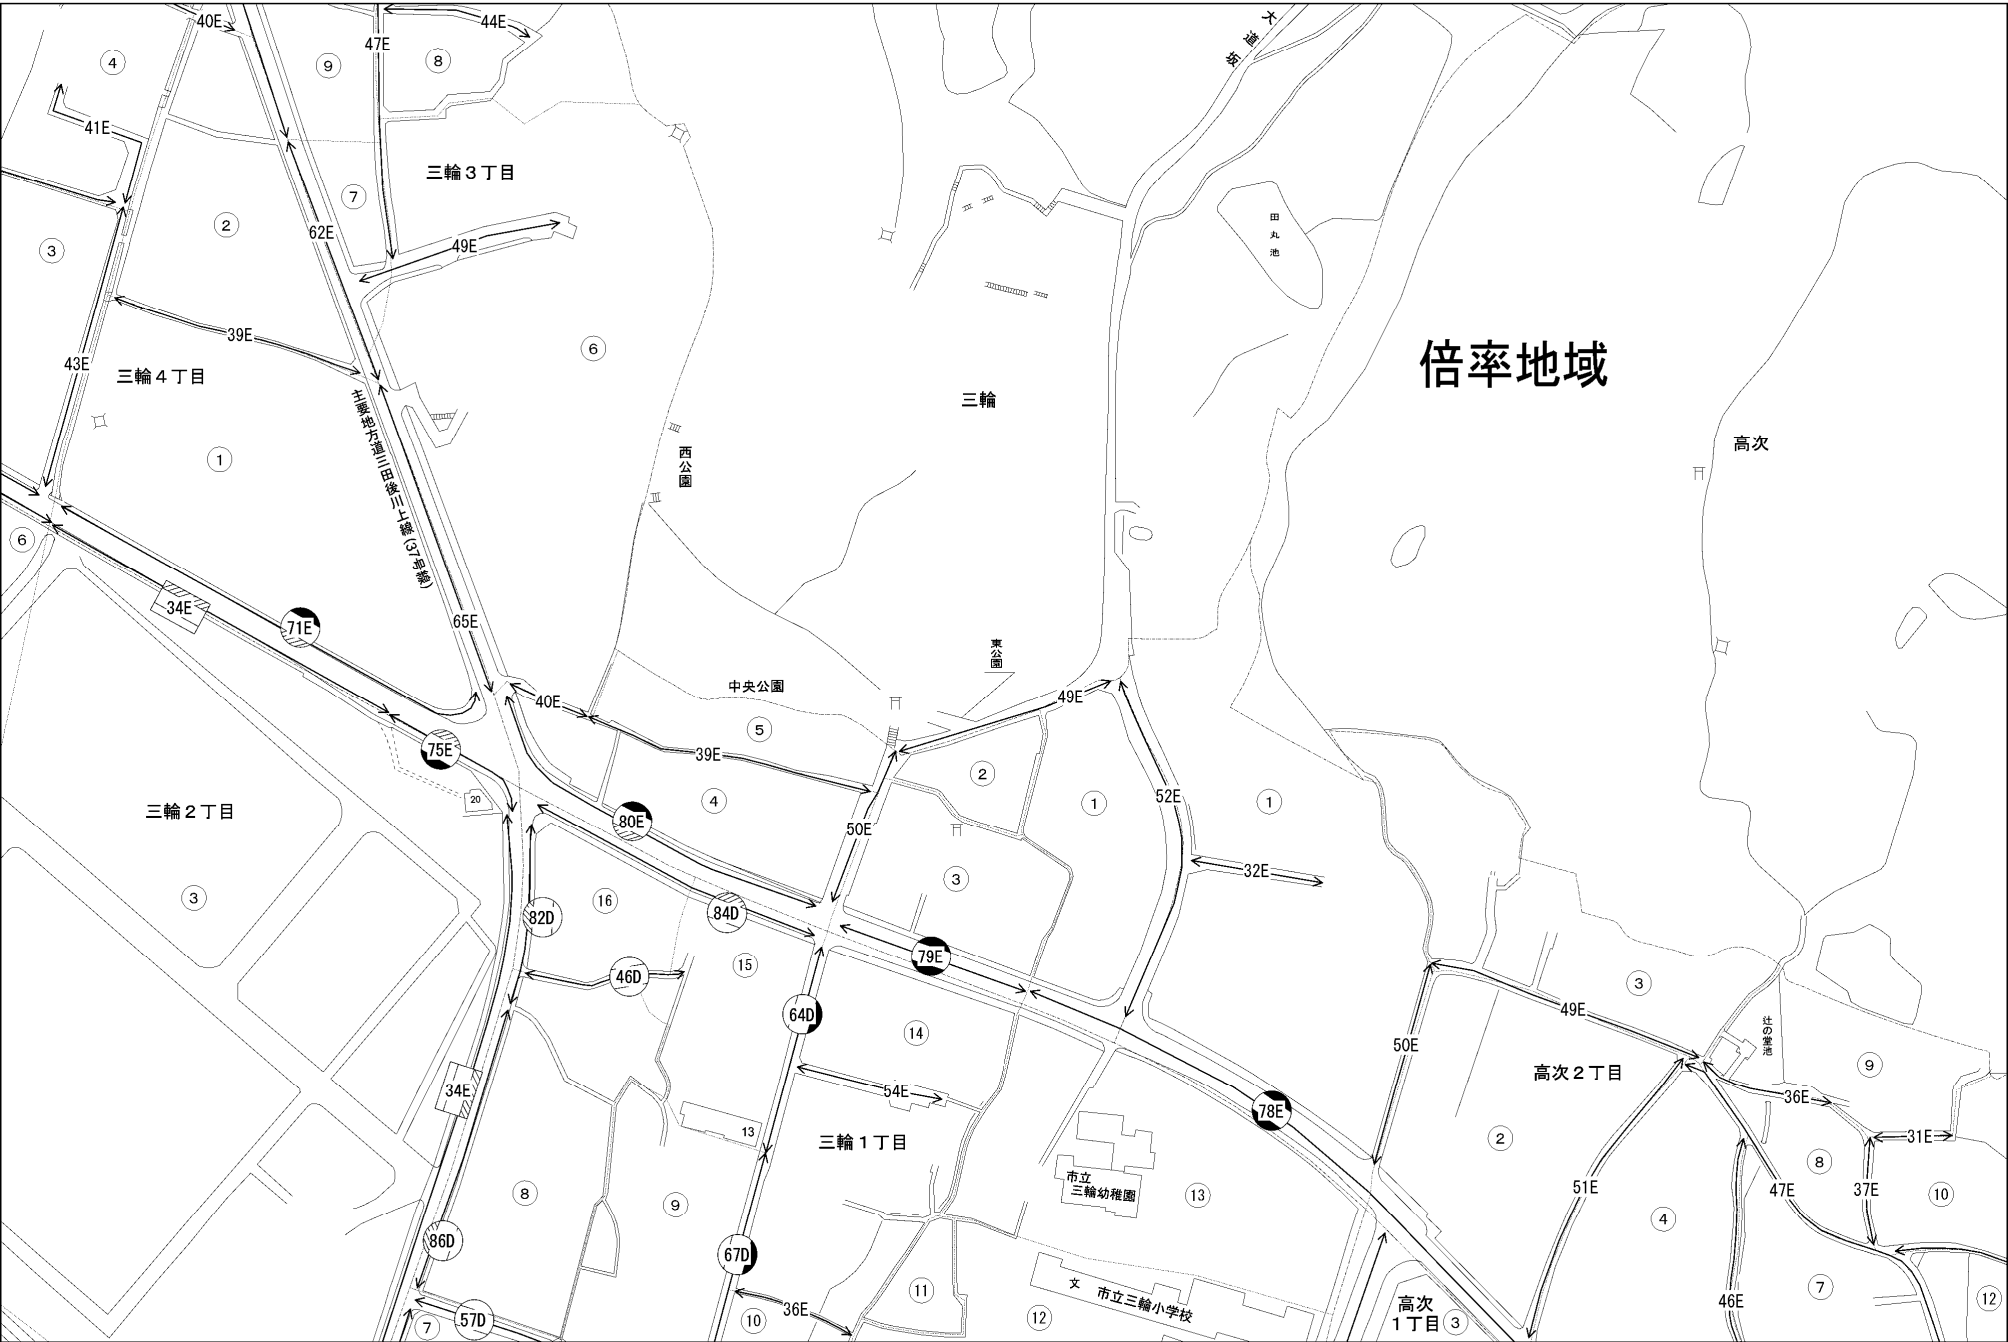 40E
44E
47E
大道坂
④
⑨
⑧
41E
三輪3丁目
②
⑦
62E
田丸池
③
49E
39E
⑥
倍率地域
43E
三輪4丁目
三輪
主要地方道三田後川上線(37号線)
高次
①
西公園
⑥
34E
71E
65E
東公園
中央公園
40E
49E
⑤
75E
39E
②
20
④
52E
①
①
三輪2丁目
80E
50E
32E
③
③
⑯
84D
82D
79E
46D
⑮
③
64D
49E
⑭
辻の堂池
50E
⑨
高次2丁目
34E
54E
36E
78E
13
三輪1丁目
②
31E
⑧
市立
三輪幼稚園
⑧
⑨
⑬
51E
47E
37E
⑩
④
86D
67D
⑪
文
市立三輪小学校
⑦
36E
46E
⑫
高次
1丁目
③
57D
⑦
⑩
⑫